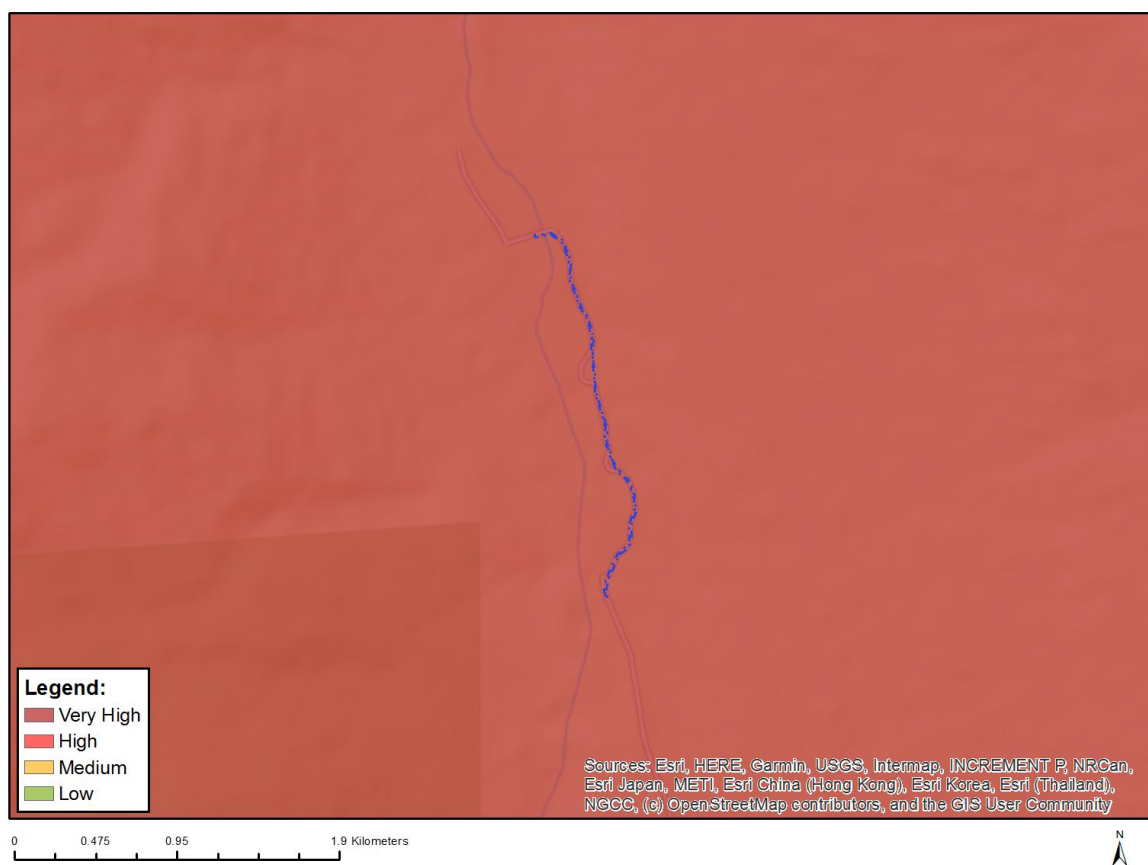 Legend:
Very High
High
Medium
Low
Sources: Esri, HERE, Garmin, USGS, Intermap, INCREMENT P, NRCan,
Esri Japan, METI, Esri China (Hong Kong), Esri Korea, Esri (Thailand),
NGCC, (c) OpenStreetMap contributors, and the GIS User Community
0 0.475 0.95 1.9 Kilometers
N